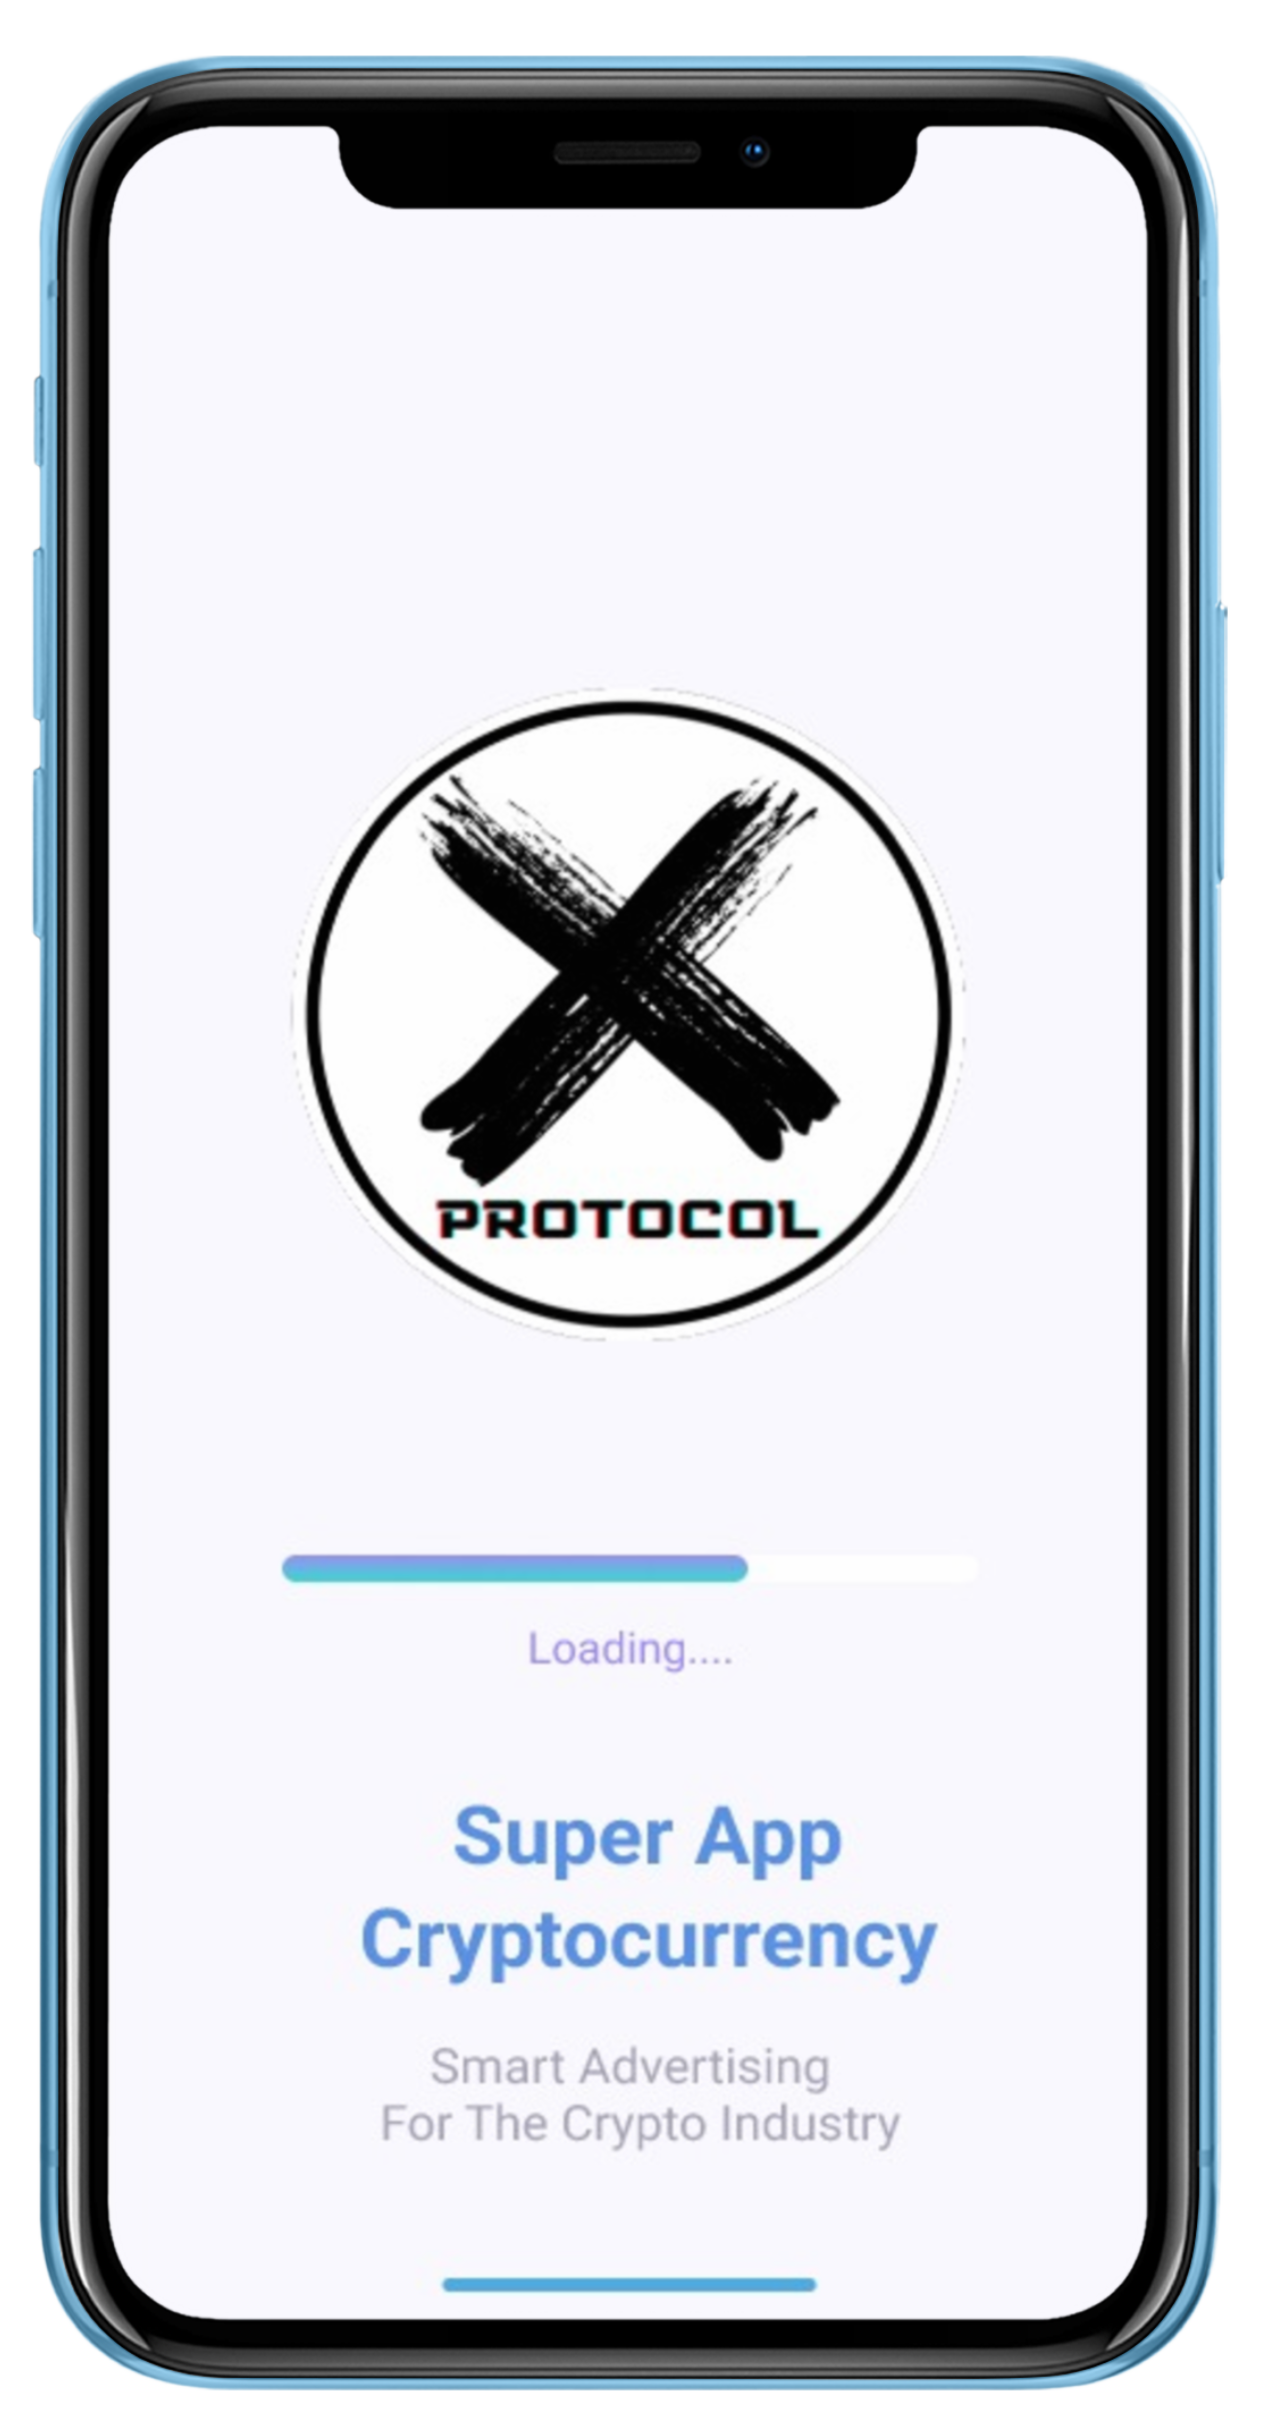 X
PROTOCOL
Loading....
Super App
Cryptocurrency
Smart Advertising
For The Crypto Industry